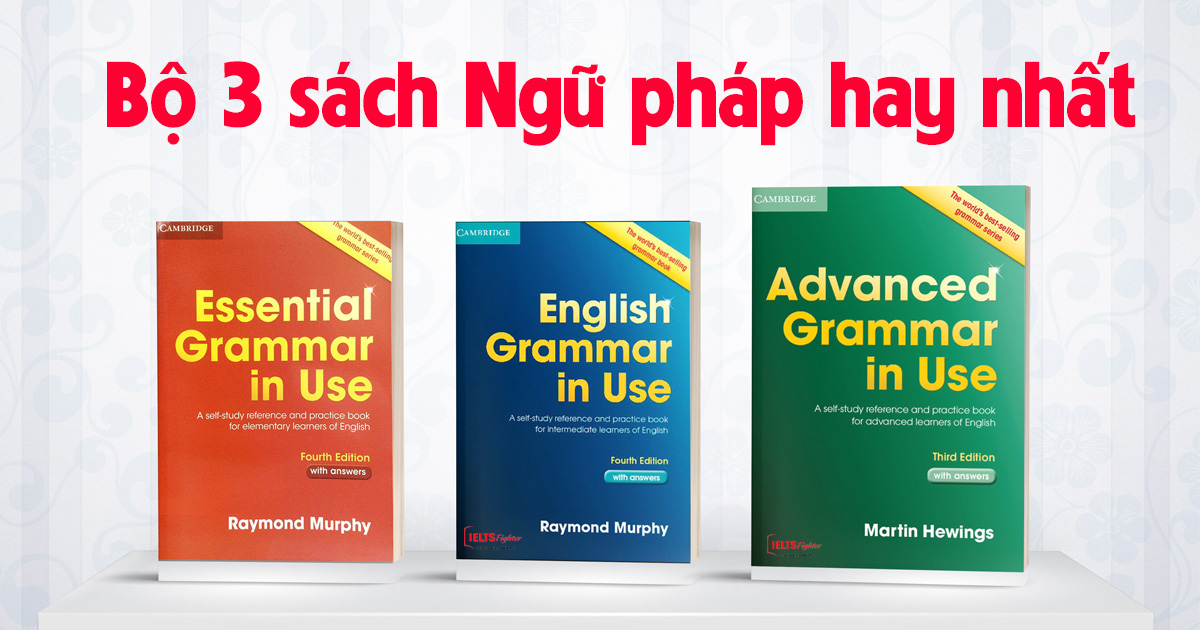 Bộ 3 sách Ngữ pháp hay nhất
CAMBRIDGE
The world's best-selling
grammar series
Essential
Grammar
in Use
A self-study reference and practice book
for elementary learners of English
Fourth Edition
with answers
Raymond Murphy
CAMBRIDGE
The world's best-selling
grammar book
English
Grammar
in Use
A self-study reference and practice book
for intermediate learners of English
Fourth Edition
with answers
Raymond Murphy
IELTS Fighter
CAMBRIDGE
The world's best-selling
grammar series
Advanced
Grammar
in Use
A self-study reference and practice book
for advanced learners of English
Third Edition
with answers
Martin Hewings
IELTS Fighter